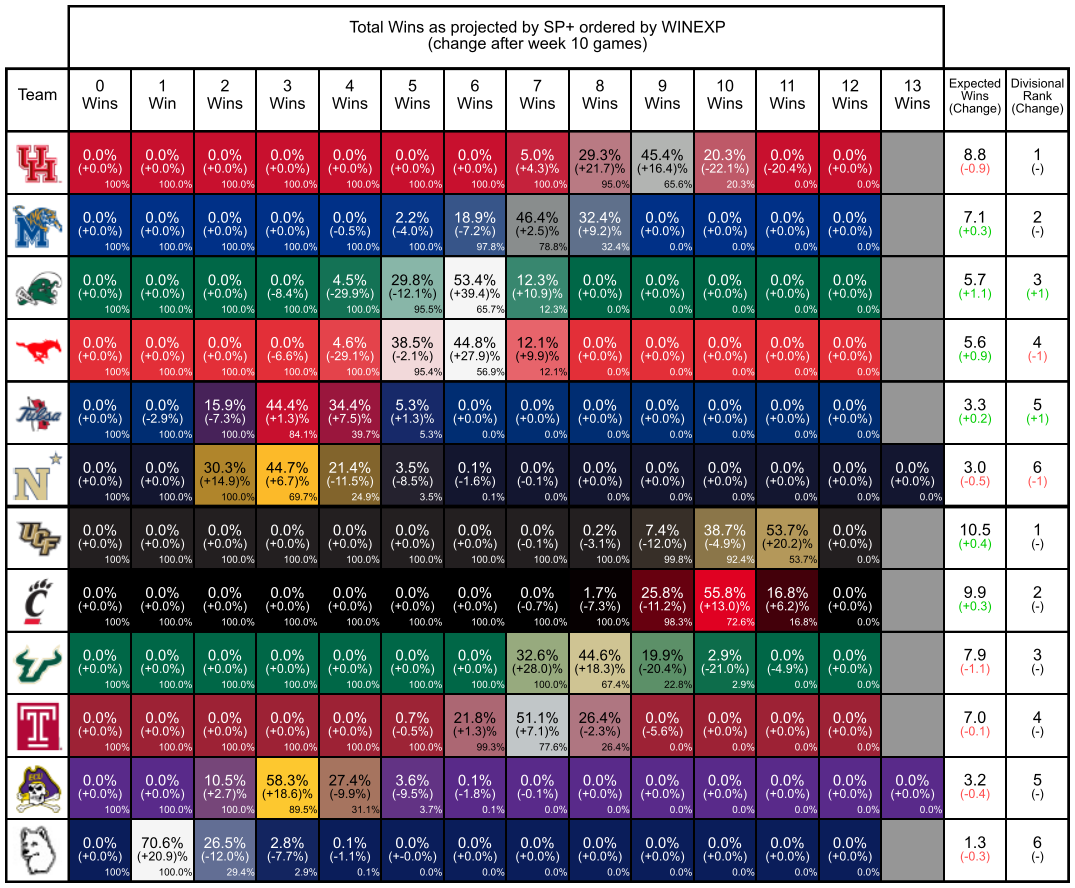 Total Wins as projected by SP+ ordered by WINEXP
(change after week 10 games)
Team
0 Wins
1 Win
2 Wins
3 Wins
4 Wins
5 Wins
6 Wins
7 Wins
8 Wins
9 Wins
10 Wins
11 Wins
12 Wins
13 Wins
Expected Wins (Change)
Divisional Rank (Change)
UH
0.0% 0.0% 0.0% 0.0% 0.0% 0.0% 0.0% 5.0% 29.3% 45.4% 20.3% 0.0% 0.0% 8.8 1
(+0.0%) (+0.0%) (+0.0%) (+0.0%) (+0.0%) (+0.0%) (+0.0%) (+4.3%) (+21.7)% (+16.4)% (-22.1%) (-20.4%) (+0.0%) (-0.9) (-)
100% 100.0% 100.0% 100.0% 100.0% 100.0% 100.0% 100.0% 95.0% 65.6% 20.3% 0.0% 0.0%
M
0.0% 0.0% 0.0% 0.0% 0.0% 2.2% 18.9% 46.4% 32.4% 0.0% 0.0% 0.0% 0.0% 7.1 2
(+0.0%) (+0.0%) (+0.0%) (+0.0%) (-0.5%) (-4.0%) (-7.2%) (+2.5)% (+9.2)% (+0.0%) (+0.0%) (+0.0%) (+0.0%) (+0.3) (-)
100% 100.0% 100.0% 100.0% 100.0% 100.0% 97.8% 78.8% 32.4% 0.0% 0.0% 0.0% 0.0%
0.0% 0.0% 0.0% 0.0% 4.5% 29.8% 53.4% 12.3% 0.0% 0.0% 0.0% 0.0% 0.0% 5.7 3
(+0.0%) (+0.0%) (+0.0%) (-8.4%) (-29.9%) (-12.1%) (+39.4)% (+10.9)% (+0.0%) (+0.0%) (+0.0%) (+0.0%) (+0.0%) (+1.1) (+1)
100% 100.0% 100.0% 100.0% 100.0% 95.5% 65.7% 12.3% 0.0% 0.0% 0.0% 0.0% 0.0%
0.0% 0.0% 0.0% 0.0% 4.6% 38.5% 44.8% 12.1% 0.0% 0.0% 0.0% 0.0% 0.0% 5.6 4
(+0.0%) (+0.0%) (+0.0%) (-6.6%) (-29.1%) (-2.1%) (+27.9)% (+9.9)% (+0.0%) (+0.0%) (+0.0%) (+0.0%) (+0.0%) (+0.9) (-1)
100% 100.0% 100.0% 100.0% 100.0% 95.4% 56.9% 12.1% 0.0% 0.0% 0.0% 0.0% 0.0%
Tulsa
0.0% 0.0% 15.9% 44.4% 34.4% 5.3% 0.0% 0.0% 0.0% 0.0% 0.0% 0.0% 0.0% 3.3 5
(+0.0%) (-2.9%) (-7.3%) (+1.3)% (+7.5)% (+1.3)% (+0.0%) (+0.0%) (+0.0%) (+0.0%) (+0.0%) (+0.0%) (+0.0%) (+0.2) (+1)
100% 100.0% 100.0% 84.1% 39.7% 5.3% 0.0% 0.0% 0.0% 0.0% 0.0% 0.0% 0.0%
N
0.0% 0.0% 30.3% 44.7% 21.4% 3.5% 0.1% 0.0% 0.0% 0.0% 0.0% 0.0% 0.0% 0.0% 3.0 6
(+0.0%) (+0.0%) (+14.9)% (+6.7)% (-11.5%) (-8.5%) (-1.6%) (-0.1%) (+0.0%) (+0.0%) (+0.0%) (+0.0%) (+0.0%) (+0.0%) (-0.5) (-1)
100% 100.0% 100.0% 69.7% 24.9% 3.5% 0.1% 0.0% 0.0% 0.0% 0.0% 0.0% 0.0% 0.0%
UCF
0.0% 0.0% 0.0% 0.0% 0.0% 0.0% 0.0% 0.0% 0.2% 7.4% 38.7% 53.7% 0.0% 10.5 1
(+0.0%) (+0.0%) (+0.0%) (+0.0%) (+0.0%) (+0.0%) (+0.0%) (-0.1%) (-3.1%) (-12.0%) (-4.9%) (+20.2)% (+0.0%) (+0.4) (-)
100% 100.0% 100.0% 100.0% 100.0% 100.0% 100.0% 100.0% 100.0% 99.8% 92.4% 53.7% 0.0%
C
0.0% 0.0% 0.0% 0.0% 0.0% 0.0% 0.0% 0.0% 1.7% 25.8% 55.8% 16.8% 0.0% 9.9 2
(+0.0%) (+0.0%) (+0.0%) (+0.0%) (+0.0%) (+0.0%) (+0.0%) (-0.7%) (-7.3%) (-11.2%) (+13.0)% (+6.2)% (+0.0%) (+0.3) (-)
100% 100.0% 100.0% 100.0% 100.0% 100.0% 100.0% 100.0% 100.0% 98.3% 72.6% 16.8% 0.0%
0.0% 0.0% 0.0% 0.0% 0.0% 0.0% 0.0% 32.6% 44.6% 19.9% 2.9% 0.0% 0.0% 7.9 3
(+0.0%) (+0.0%) (+0.0%) (+0.0%) (+0.0%) (+0.0%) (+0.0%) (+28.0)% (+18.3)% (-20.4%) (-21.0%) (-4.9%) (+0.0%) (-1.1) (-)
100% 100.0% 100.0% 100.0% 100.0% 100.0% 100.0% 100.0% 67.4% 22.8% 2.9% 0.0% 0.0%
T
0.0% 0.0% 0.0% 0.0% 0.0% 0.7% 21.8% 51.1% 26.4% 0.0% 0.0% 0.0% 0.0% 7.0 4
(+0.0%) (+0.0%) (+0.0%) (+0.0%) (+0.0%) (-0.5%) (+1.3)% (+7.1)% (-2.3%) (-5.6%) (+0.0%) (+0.0%) (+0.0%) (-0.1) (-)
100% 100.0% 100.0% 100.0% 100.0% 100.0% 99.3% 77.6% 26.4% 0.0% 0.0% 0.0% 0.0%
ECU
0.0% 0.0% 10.5% 58.3% 27.4% 3.6% 0.1% 0.0% 0.0% 0.0% 0.0% 0.0% 0.0% 0.0% 3.2 5
(+0.0%) (+0.0%) (+2.7)% (+18.6)% (-9.9%) (-9.5%) (-1.8%) (-0.1%) (+0.0%) (+0.0%) (+0.0%) (+0.0%) (+0.0%) (+0.0%) (-0.4) (-)
100% 100.0% 100.0% 89.5% 31.1% 3.7% 0.1% 0.0% 0.0% 0.0% 0.0% 0.0% 0.0% 0.0%
0.0% 70.6% 26.5% 2.8% 0.1% 0.0% 0.0% 0.0% 0.0% 0.0% 0.0% 0.0% 0.0% 1.3 6
(+0.0%) (+20.9)% (-12.0%) (-7.7%) (-1.1%) (+-0.0%) (+0.0%) (+0.0%) (+0.0%) (+0.0%) (+0.0%) (+0.0%) (+0.0%) (-0.3) (-)
100% 100.0% 29.4% 2.9% 0.1% 0.0% 0.0% 0.0% 0.0% 0.0% 0.0% 0.0% 0.0%